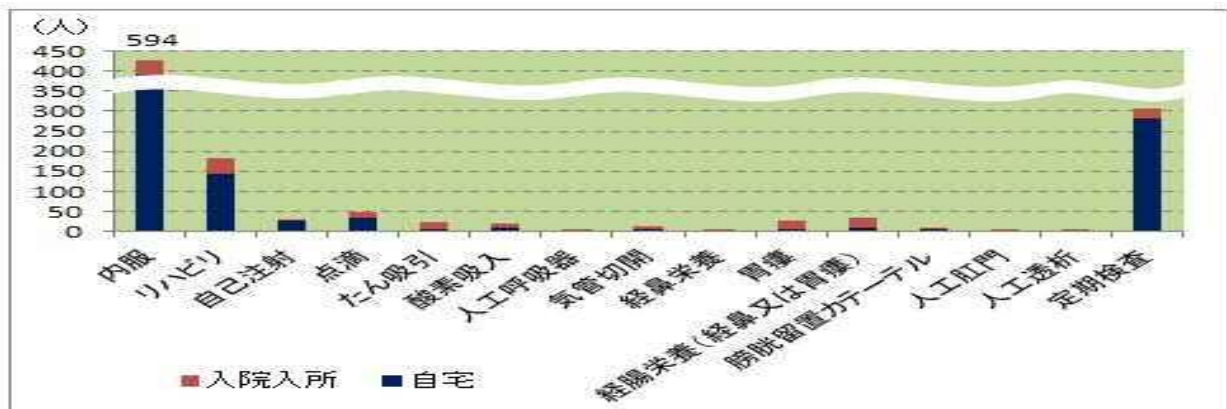 (人)
594
450
400
350
300
250
200
150
100
50
0
内服
リハビリ
自己注射
点滴
たん吸引
酸素吸入
人工呼吸器
気管切開
経鼻栄養
胃瘻
経腸栄養(経鼻又は胃瘻)
膀胱留置カテーテル
人工肛門
人工透析
定期検査
■入院入所 ■自宅